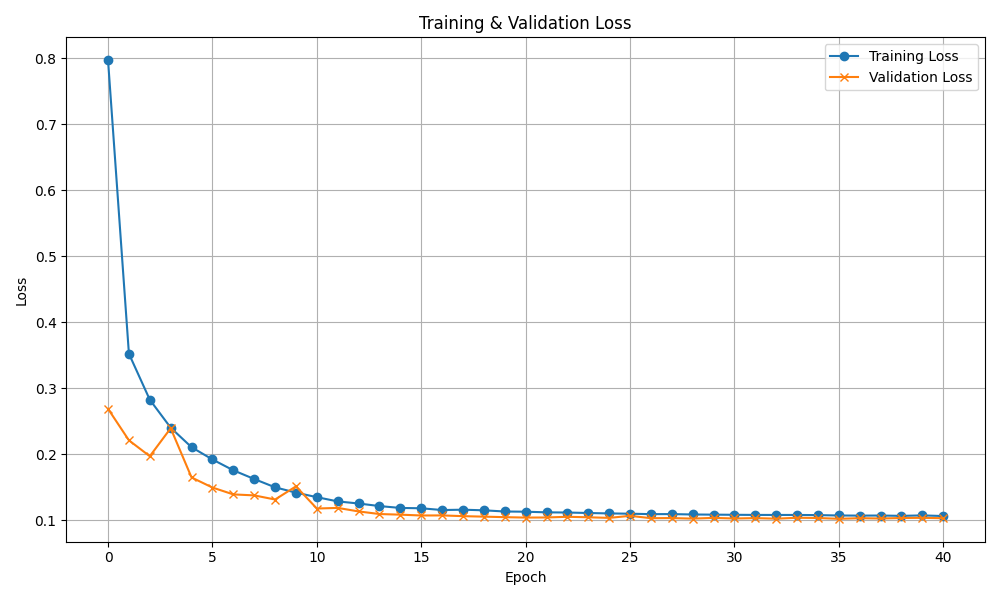 Training & Validation Loss
Training Loss
Validation Loss
0.8
0.7
0.6
0.5
0.4
0.3
0.2
0.1
Loss
0 5 10 15 20 25 30 35 40
Epoch